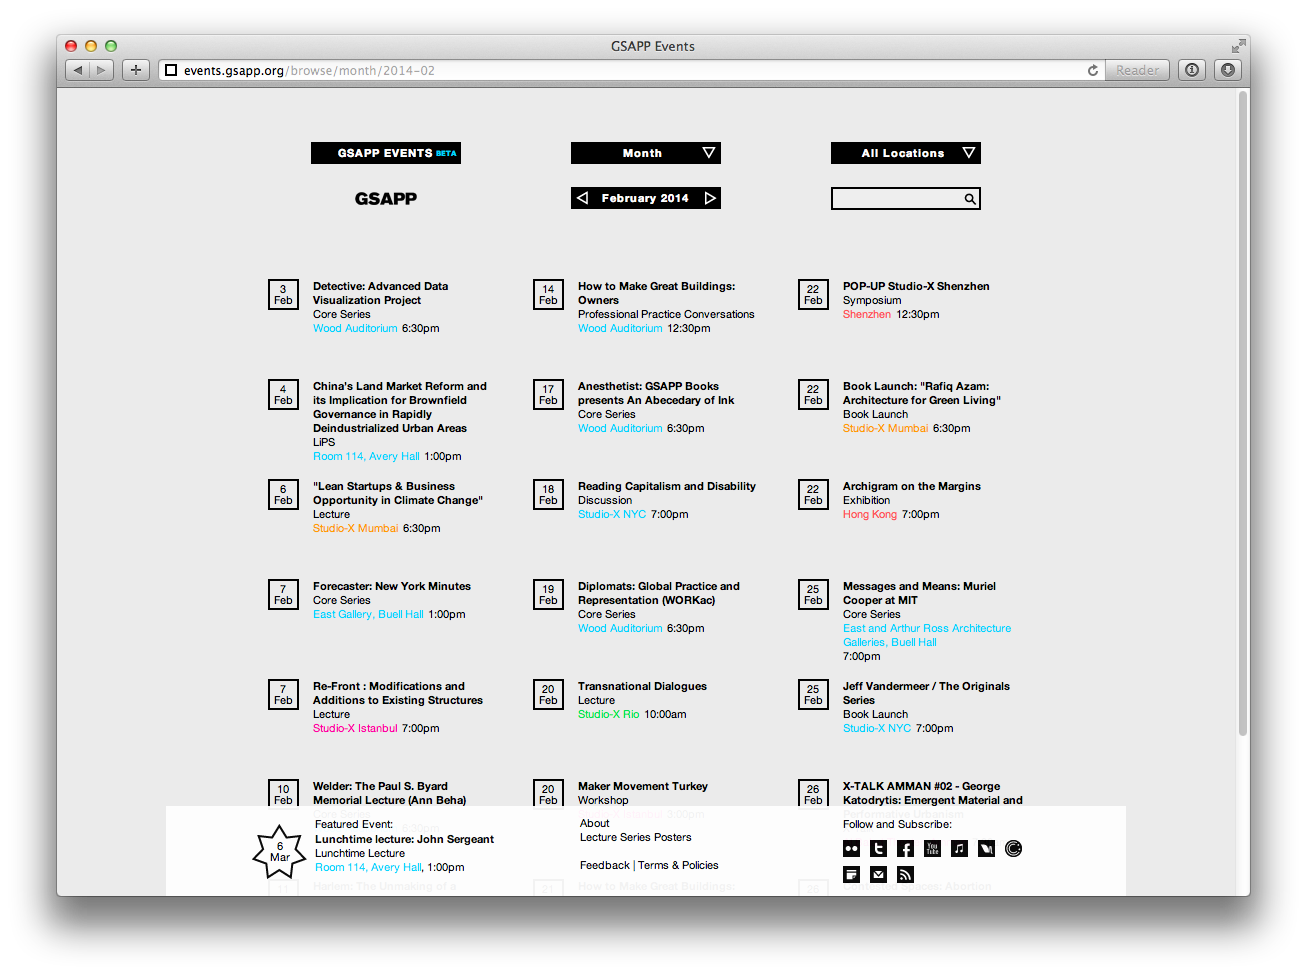 GSAPP Events
events.gsapp.org/browse/month/2014-02
Reader
GSAPP EVENTS BETA
Month
All Locations
GSAPP
February 2014
3
Feb
Detective: Advanced Data
Visualization Project
Core Series
Wood Auditorium 6:30pm
14
Feb
How to Make Great Buildings:
Owners
Professional Practice Conversations
Wood Auditorium 12:30pm
22
Feb
POP-UP Studio-X Shenzhen
Symposium
Shenzhen 12:30pm
4
Feb
China's Land Market Reform and
its Implication for Brownfield
Governance in Rapidly
Deindustrialized Urban Areas
LiPS
Room 114, Avery Hall 1:00pm
17
Feb
Anesthetist: GSAPP Books
presents An Abecedary of Ink
Core Series
Wood Auditorium 6:30pm
22
Feb
Book Launch: "Rafiq Azam:
Architecture for Green Living"
Book Launch
Studio-X Mumbai 6:30pm
6
Feb
"Lean Startups & Business
Opportunity in Climate Change"
Lecture
Studio-X Mumbai 6:30pm
18
Feb
Reading Capitalism and Disability
Discussion
Studio-X NYC 7:00pm
22
Feb
Archigram on the Margins
Exhibition
Hong Kong 7:00pm
7
Feb
Forecaster: New York Minutes
Core Series
East Gallery, Buell Hall 1:00pm
19
Feb
Diplomats: Global Practice and
Representation (WORKac)
Core Series
Wood Auditorium 6:30pm
25
Feb
Messages and Means: Muriel
Cooper at MIT
Core Series
East and Arthur Ross Architecture
Galleries, Buell Hall
7:00pm
7
Feb
Re-Front : Modifications and
Additions to Existing Structures
Lecture
Studio-X Istanbul 7:00pm
20
Feb
Transnational Dialogues
Lecture
Studio-X Rio 10:00am
25
Feb
Jeff Vandermeer / The Originals
Series
Book Launch
Studio-X NYC 7:00pm
10
Feb
Welder: The Paul S. Byard
Memorial Lecture (Ann Beha)
20
Feb
Maker Movement Turkey
Workshop
26
Feb
X-TALK AMMAN #02 - George
Katodrytis: Emergent Material and
6
Mar
Featured Event:
Lunchtime lecture: John Sergeant
Lunchtime Lecture
Room 114, Avery Hall, 1:00pm
About
Lecture Series Posters
Feedback | Terms & Policies
Follow and Subscribe:
You
Tube
11
Harlem: The Unmaking of a
21
How to Make Great Buildings: